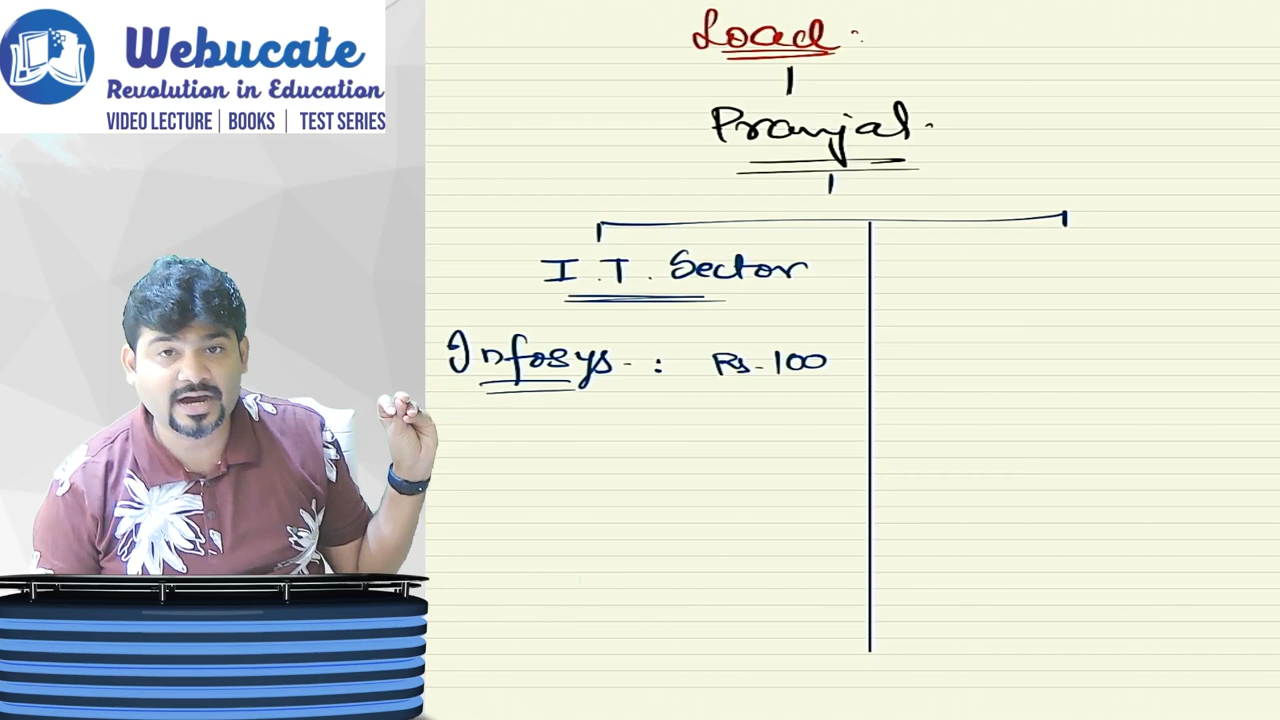 Webucate
Revolution in Education
VIDEO LECTURE | BOOKS | TEST SERIES
Load :
Pranjal.
I.T. Sector
Infosys - : Rs - 100